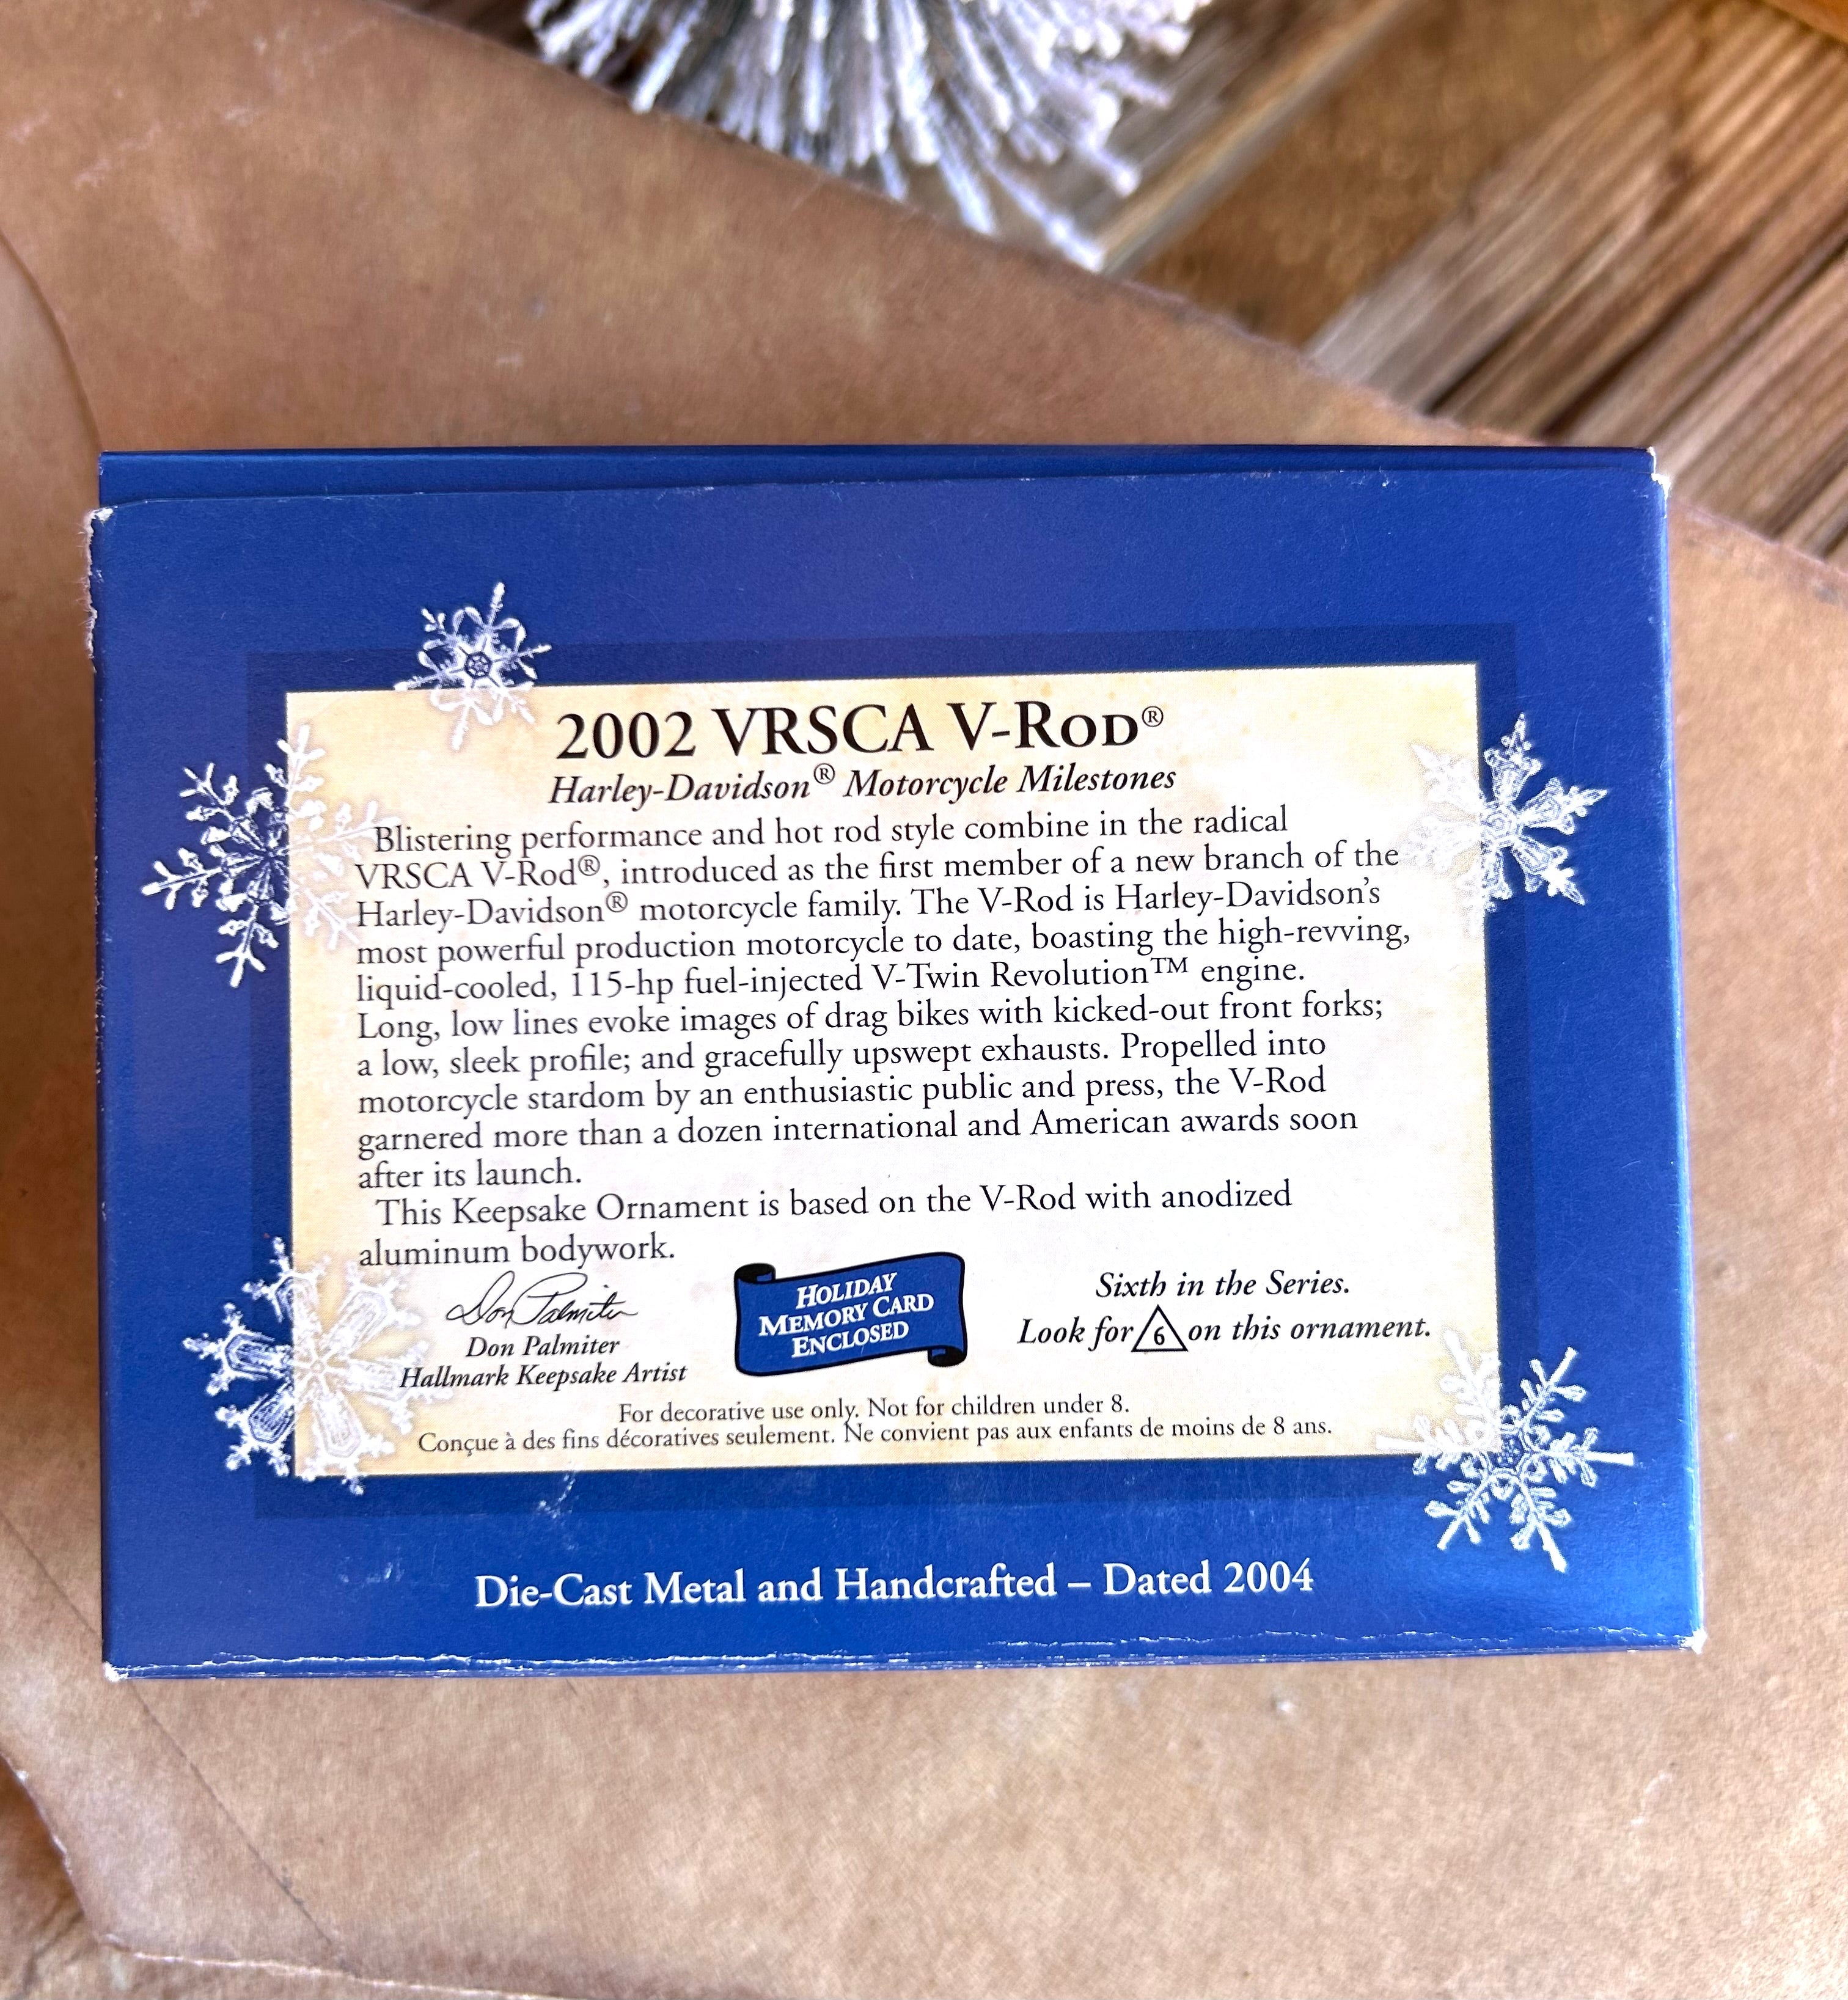 2002 VRSCA V-Rod®
Harley-Davidson® Motorcycle Milestones
Blistering performance and hot rod style combine in the radical
VRSCA V-Rod®, introduced as the first member of a new branch of the
Harley-Davidson® motorcycle family. The V-Rod is Harley-Davidson's
most powerful production motorcycle to date, boasting the high-revving,
liquid-cooled, 115-hp fuel-injected V-Twin Revolution™ engine.
Long, low lines evoke images of drag bikes with kicked-out front forks;
a low, sleek profile; and gracefully upswept exhausts. Propelled into
motorcycle stardom by an enthusiastic public and press, the V-Rod
garnered more than a dozen international and American awards soon
after its launch.
This Keepsake Ornament is based on the V-Rod with anodized
aluminum bodywork.
Don Palmiter
Don Palmiter
Hallmark Keepsake Artist
Holiday
Memory Card
Enclosed
Sixth in the Series.
Look for 6 on this ornament.
For decorative use only. Not for children under 8.
Conçue à des fins décoratives seulement. Ne convient pas aux enfants de moins de 8 ans.
Die-Cast Metal and Handcrafted – Dated 2004